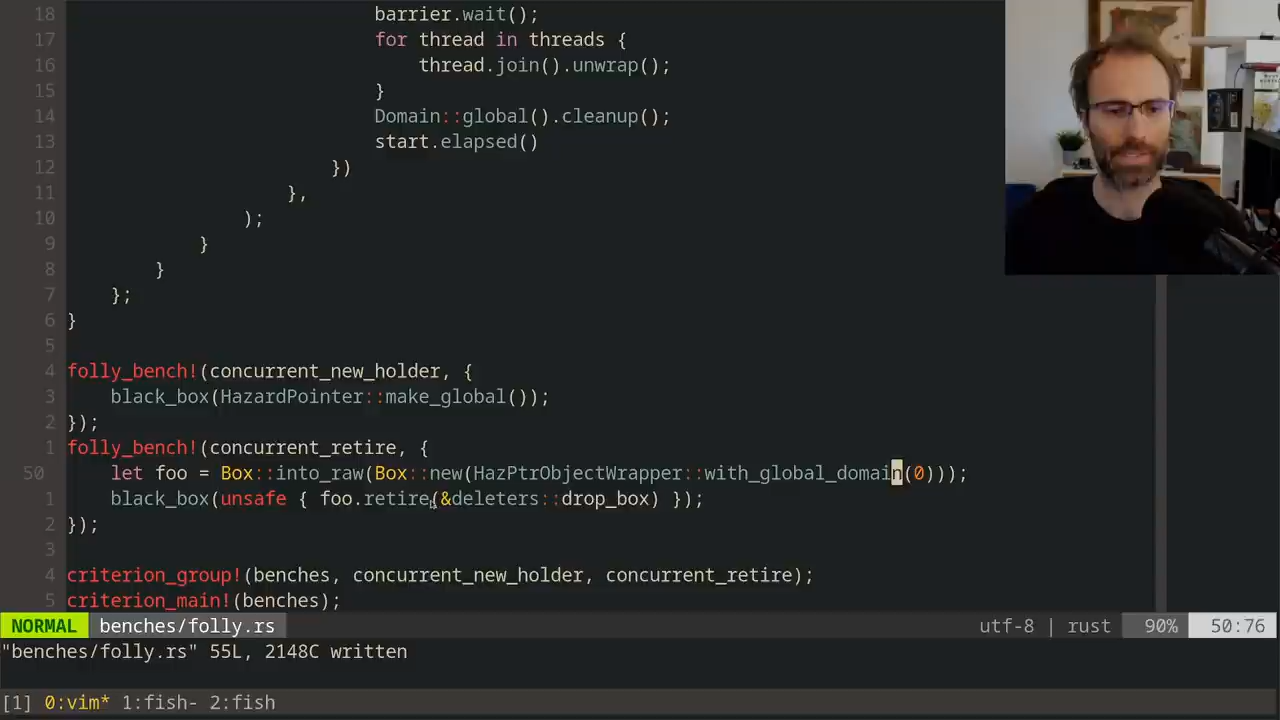 18 barrier.wait();
17 for thread in threads {
16 thread.join().unwrap();
15 }
14 Domain::global().cleanup();
13 start.elapsed()
12 })
11 },
10 );
9 }
8 }
7 };
6 }
5
4 folly_bench!(concurrent_new_holder, {
3 black_box(HazardPointer::make_global());
2 });
1 folly_bench!(concurrent_retire, {
50 let foo = Box::into_raw(Box::new(HazPtrObjectWrapper::with_global_domain(0)));
1 black_box(unsafe { foo.retire(&deleters::drop_box) });
2 });
3
4 criterion_group!(benches, concurrent_new_holder, concurrent_retire);
5 criterion_main!(benches);
NORMAL benches/folly.rs utf-8 | rust 90% 50:76
"benches/folly.rs" 55L, 2148C written
[1] 0:vim* 1:fish- 2:fish